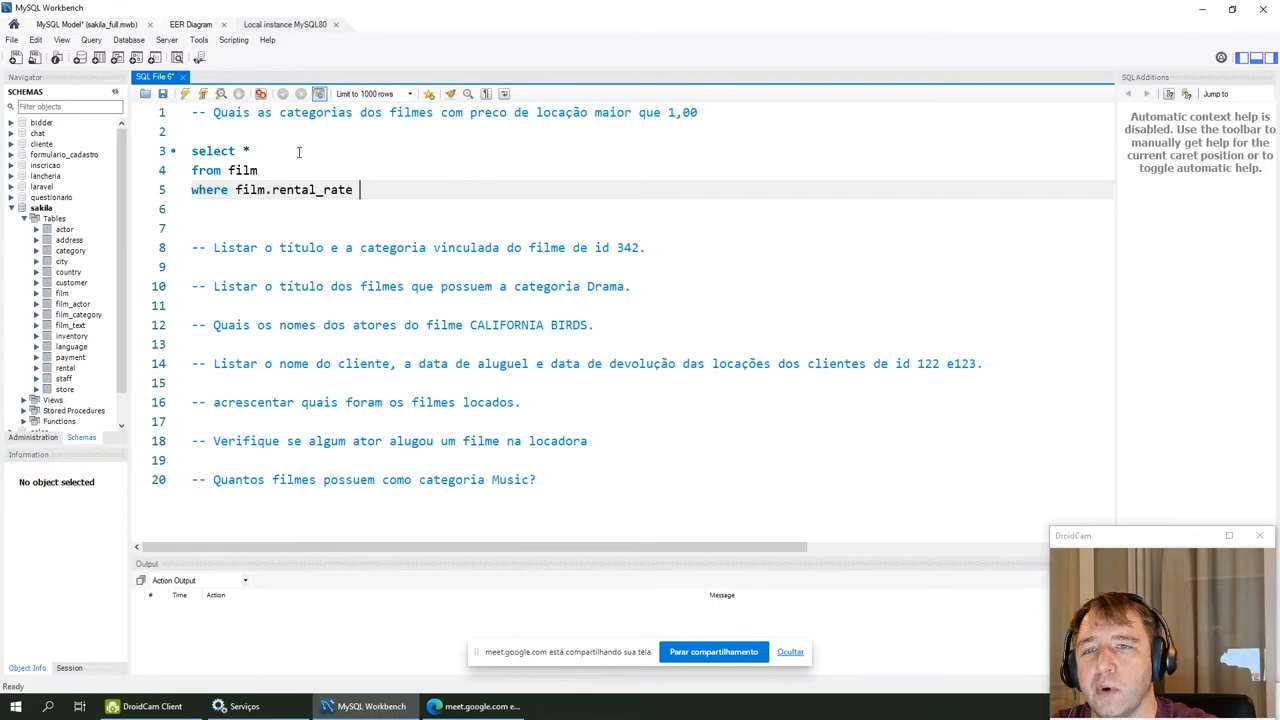 MySQL Workbench
MySQL Model* (sakila_full.mwb) × EER Diagram × Local instance MySQL80 ×
File Edit View Query Database Server Tools Scripting Help
Navigator
SCHEMAS
Filter objects
bidder
chat
cliente
formulario_cadastro
inscricao
lancheria
laravel
questionario
sakila
Tables
actor
address
category
city
country
customer
film
film_actor
film_category
film_text
inventory
language
payment
rental
staff
store
Views
Stored Procedures
Functions
Administration Schemas
Information
No object selected
Object Info Session
Ready
SQL File 6* ×
Limit to 1000 rows
1 -- Quais as categorias dos filmes com preco de locação maior que 1,00
2
3 select *
4 from film
5 where film.rental_rate
6
7
8 -- Listar o título e a categoria vinculada do filme de id 342.
9
10 -- Listar o título dos filmes que possuem a categoria Drama.
11
12 -- Quais os nomes dos atores do filme CALIFORNIA BIRDS.
13
14 -- Listar o nome do cliente, a data de aluguel e data de devolução das locações dos clientes de id 122 e123.
15
16 -- acrescentar quais foram os filmes locados.
17
18 -- Verifique se algum ator alugou um filme na locadora
19
20 -- Quantos filmes possuem como categoria Music?
Output
Action Output
# Time Action Message
SQLAdditions
Jump to
Automatic context help is
disabled. Use the toolbar to
manually get help for the
current caret position or to
toggle automatic help.
DroidCam
meet.google.com está compartilhando sua tela. Parar compartilhamento Ocultar
DroidCam Client Serviços MySQL Workbench meet.google.com e...